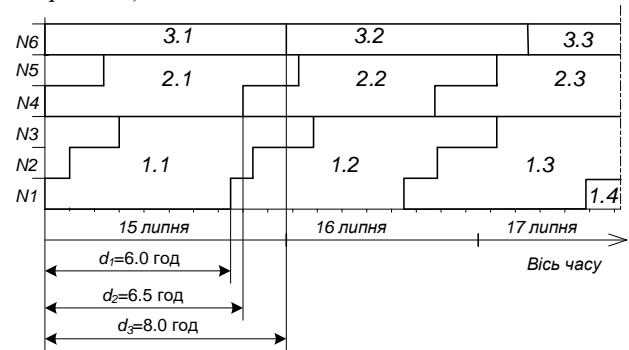 N6 3.1 3.2 3.3
N5 2.1 2.2 2.3
N4
N3
N2 1.1 1.2 1.3
N1 1.4
15 липня 16 липня 17 липня
Вісь часу
d₁=6.0 год
d₂=6.5 год
d₃=8.0 год